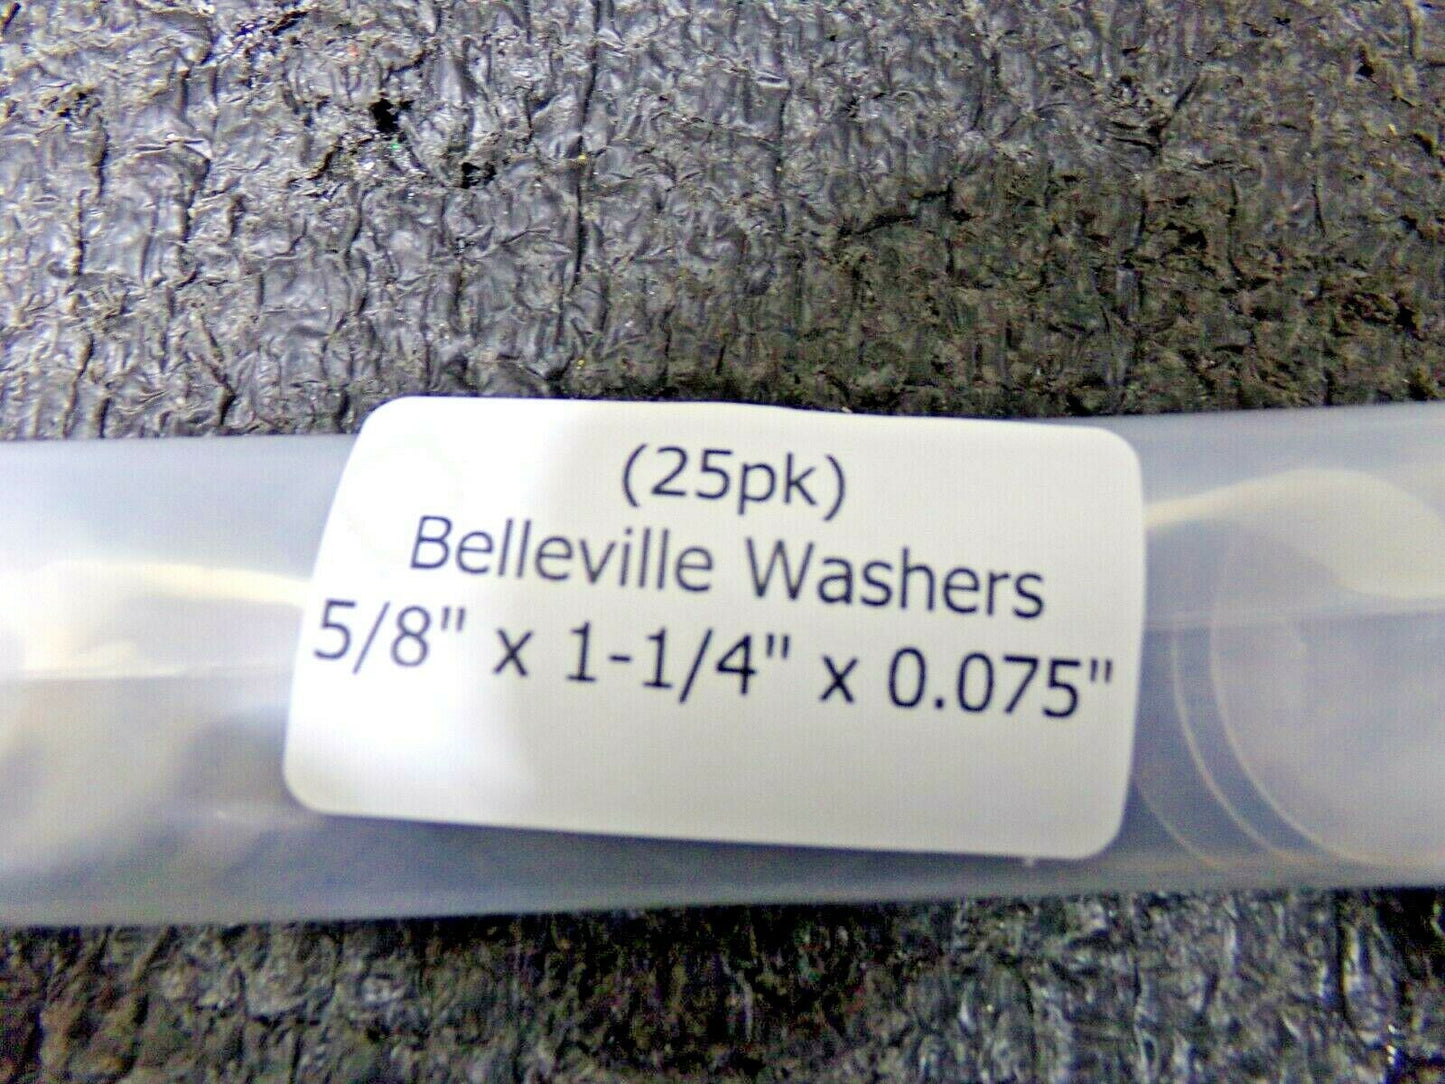 (25pk)
Belleville Washers
5/8" x 1-1/4" x 0.075"